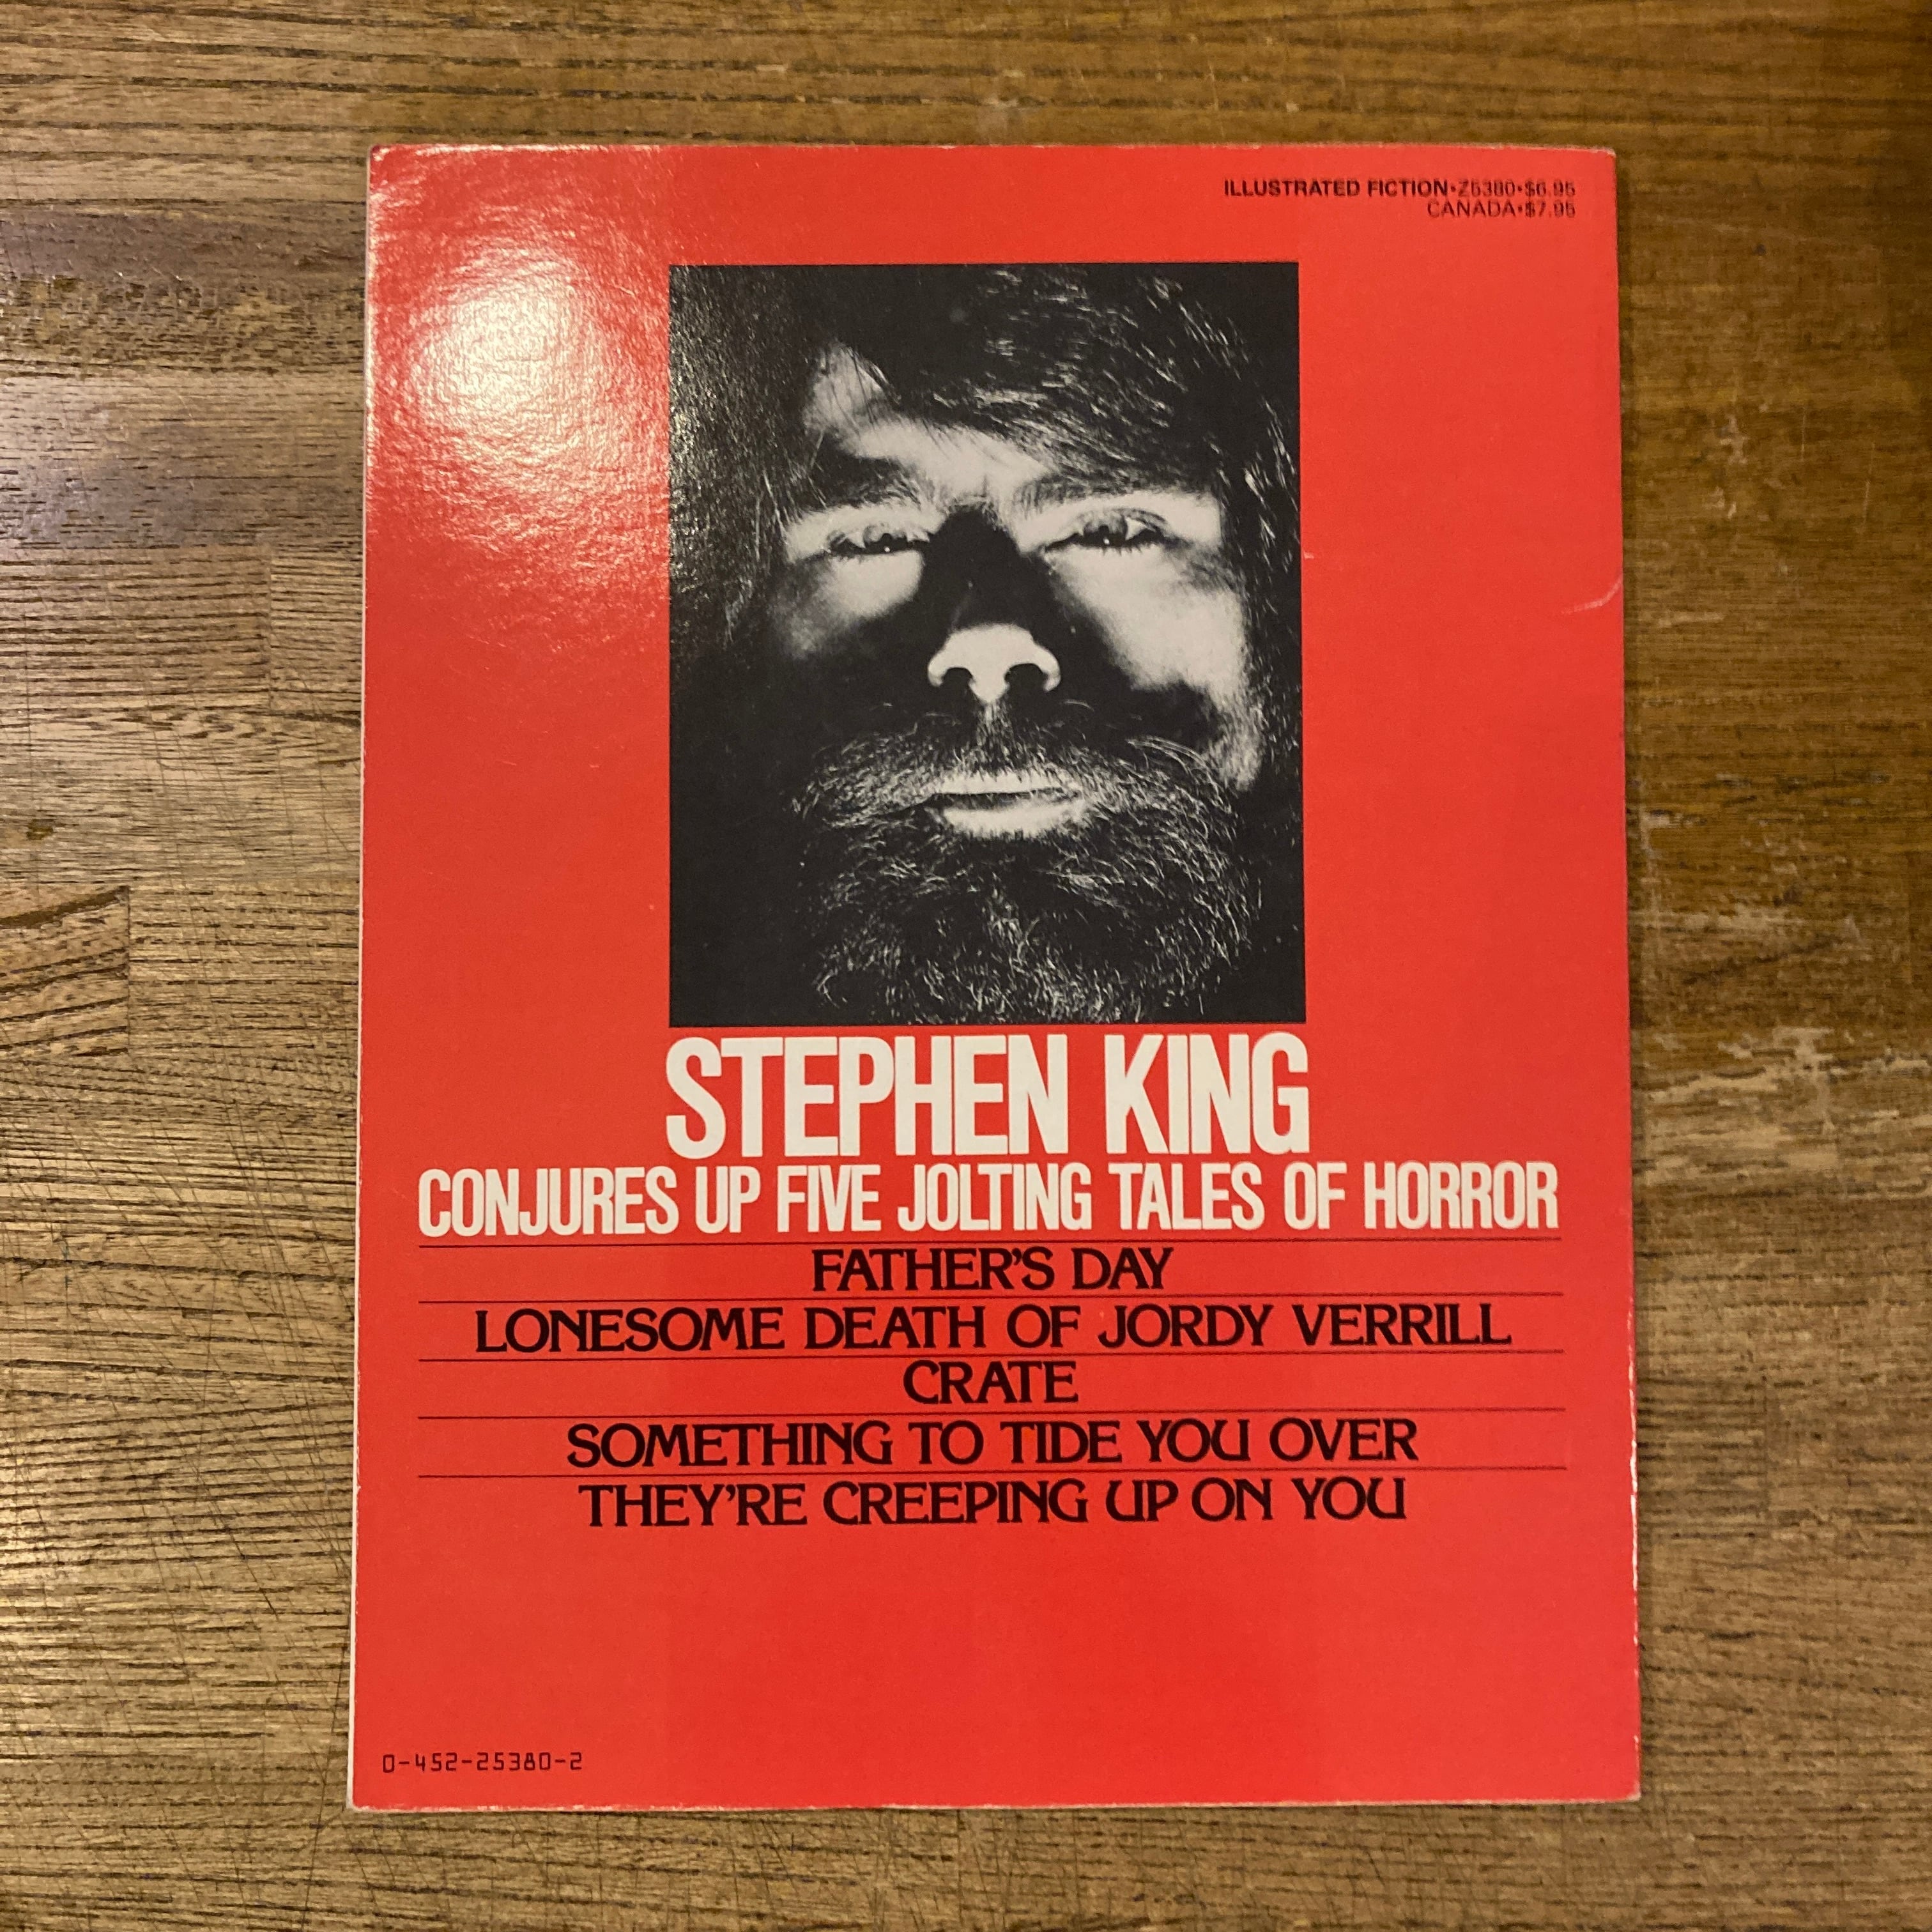 ILLUSTRATED FICTION•Z5380•$6.95
CANADA•$7.95
STEPHEN KING
CONJURES UP FIVE JOLTING TALES OF HORROR
FATHER'S DAY
LONESOME DEATH OF JORDY VERRILL
CRATE
SOMETHING TO TIDE YOU OVER
THEY'RE CREEPING UP ON YOU
0-452-25380-2